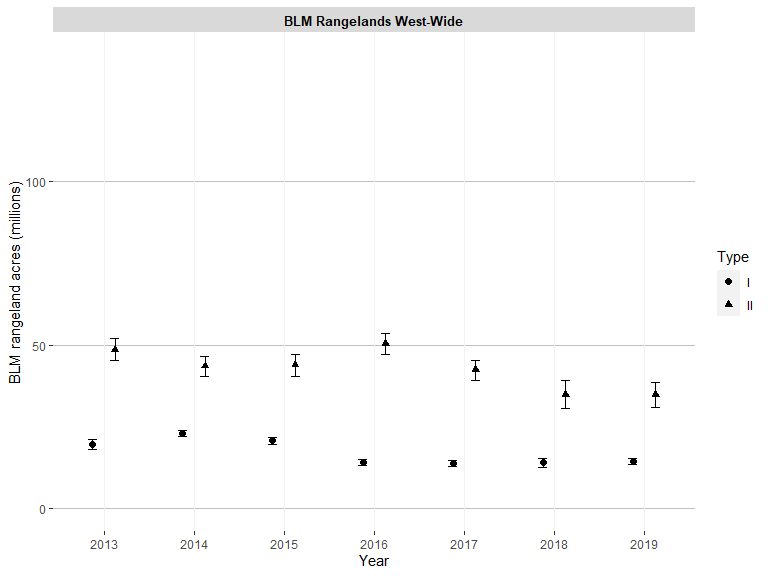 BLM Rangelands West-Wide
BLM rangeland acres (millions)
100
50
0
2013 2014 2015 2016 2017 2018 2019
Year
Type
I
II